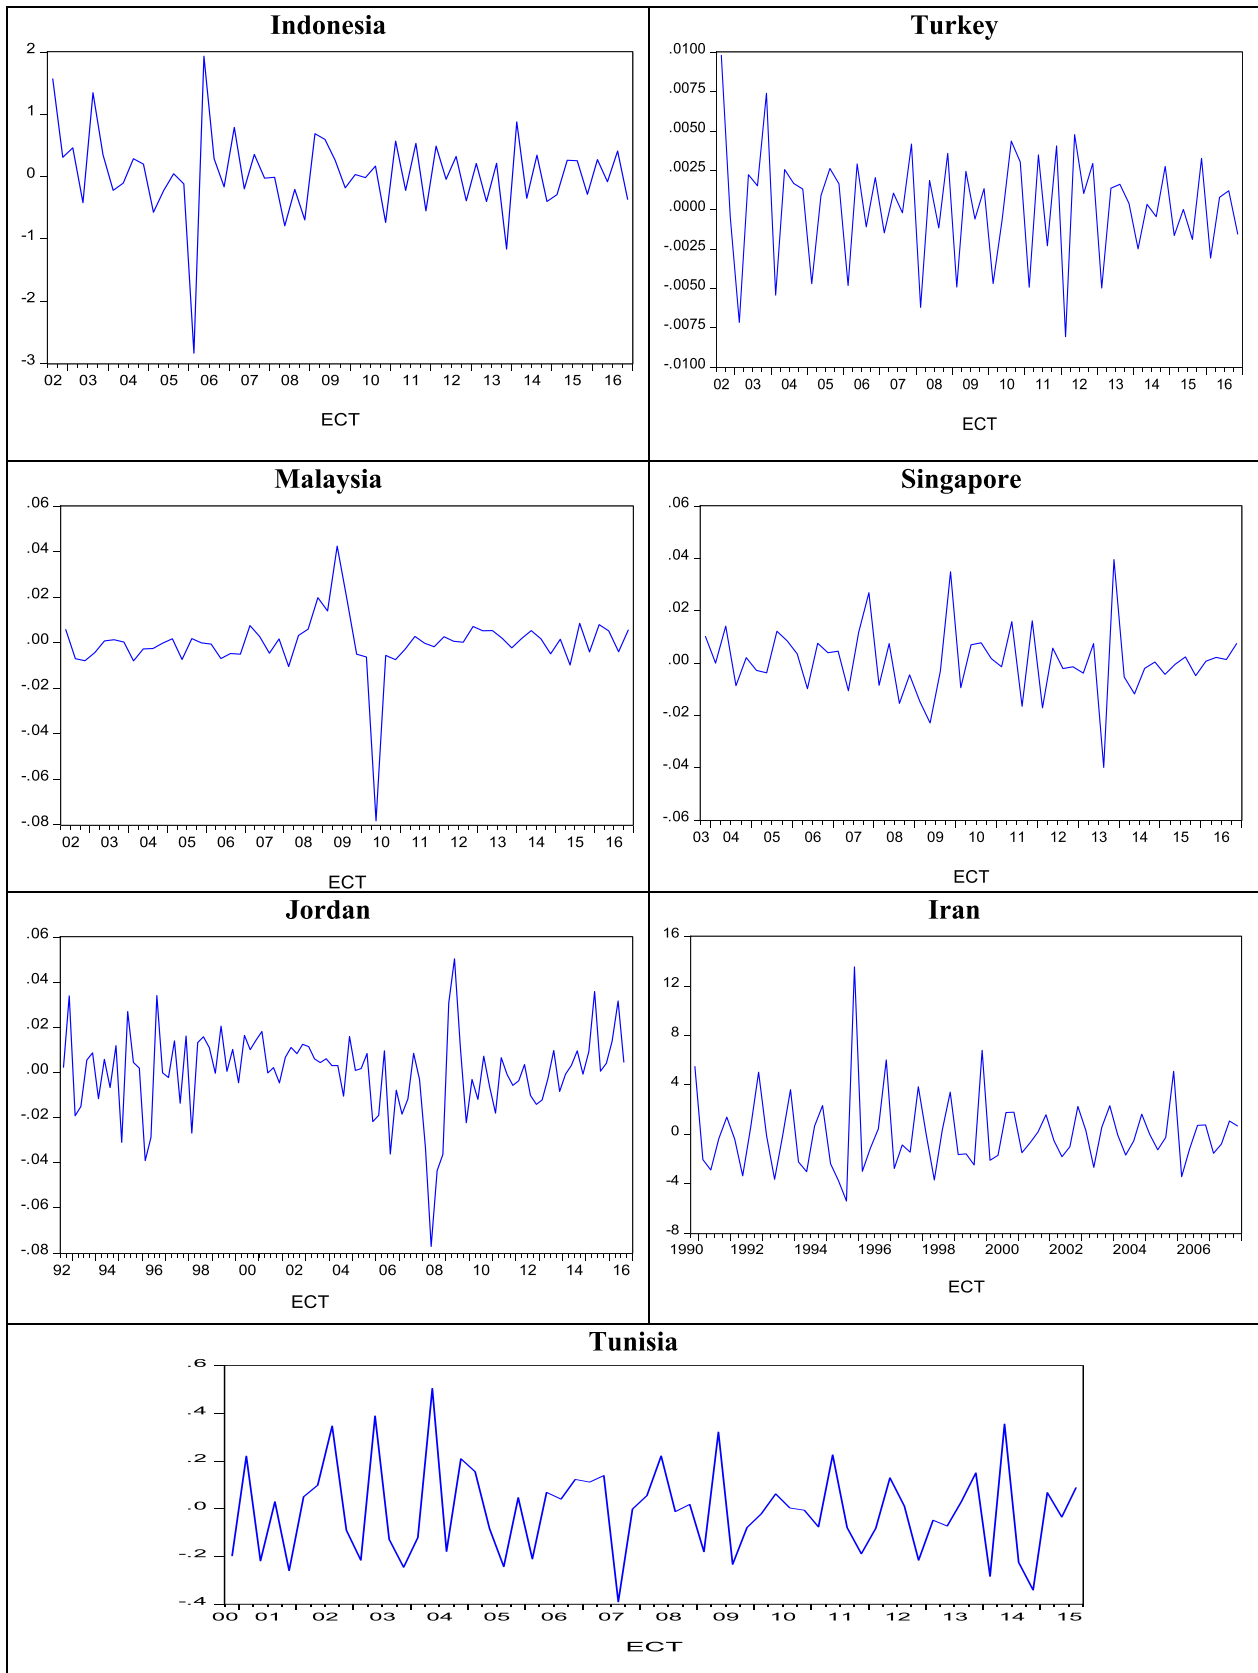 Indonesia
2
1
0
-1
-2
-3
02 03 04 05 06 07 08 09 10 11 12 13 14 15 16
ECT
Turkey
.0100
.0075
.0050
.0025
.0000
-.0025
-.0050
-.0075
-.0100
02 03 04 05 06 07 08 09 10 11 12 13 14 15 16
ECT
Malaysia
.06
.04
.02
.00
-.02
-.04
-.06
-.08
02 03 04 05 06 07 08 09 10 11 12 13 14 15 16
ECT
Singapore
.06
.04
.02
.00
-.02
-.04
-.06
03 04 05 06 07 08 09 10 11 12 13 14 15 16
ECT
Jordan
.06
.04
.02
.00
-.02
-.04
-.06
-.08
92 94 96 98 00 02 04 06 08 10 12 14 16
ECT
Iran
16
12
8
4
0
-4
-8
1990 1992 1994 1996 1998 2000 2002 2004 2006
ECT
Tunisia
.6
.4
.2
.0
-.2
-.4
00 01 02 03 04 05 06 07 08 09 10 11 12 13 14 15
ECT